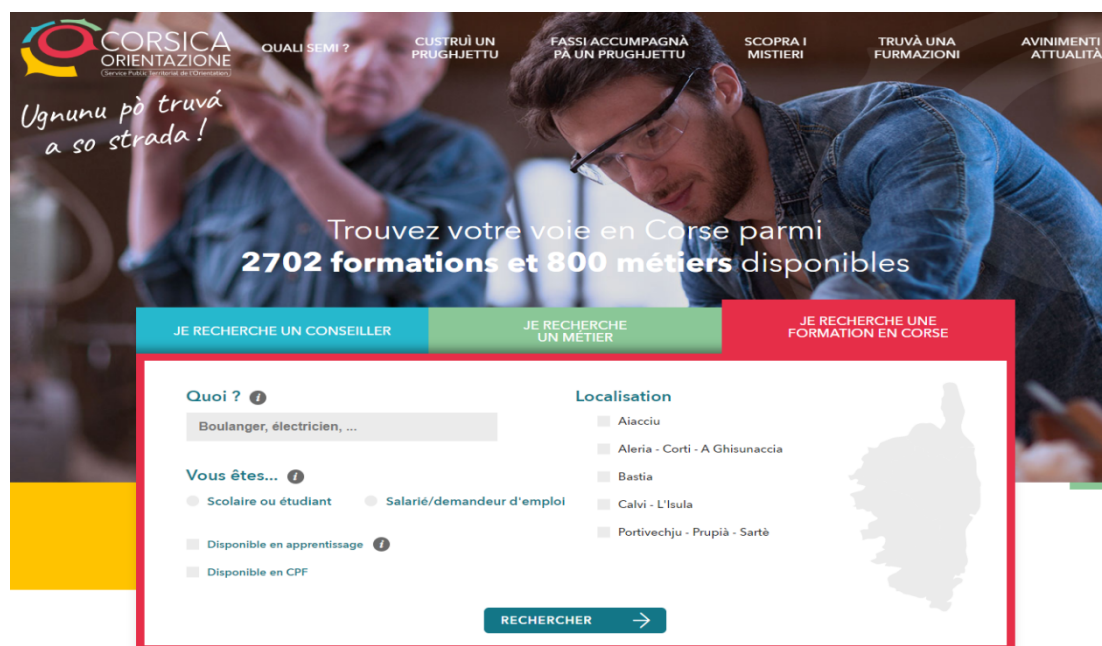 CORSICA
ORIENTAZIONE
(Service Public Territorial de l'Orientation)
QUALI SEMI ?
CUSTRUÌ UN
PRUGHJETTU
FASSI ACCUMPAGNÀ
PÀ UN PRUGHJETTU
SCOPRA I
MISTIERI
TRUVÀ UNA
FURMAZIONI
AVINIMENTI
ATTUALITÀ
Ugnunu pò truvá
a so strada !
Trouvez votre voie en Corse parmi
2702 formations et 800 métiers disponibles
JE RECHERCHE UN CONSEILLER
JE RECHERCHE
UN MÉTIER
JE RECHERCHE UNE
FORMATION EN CORSE
Quoi ?
Boulanger, électricien, ...
Vous êtes...
Scolaire ou étudiant
Salarié/demandeur d'emploi
Disponible en apprentissage
Disponible en CPF
Localisation
Aiacciu
Aleria - Corti - A Ghisunaccia
Bastia
Calvi - L'Isula
Portivechju - Prupià - Sartè
RECHERCHER